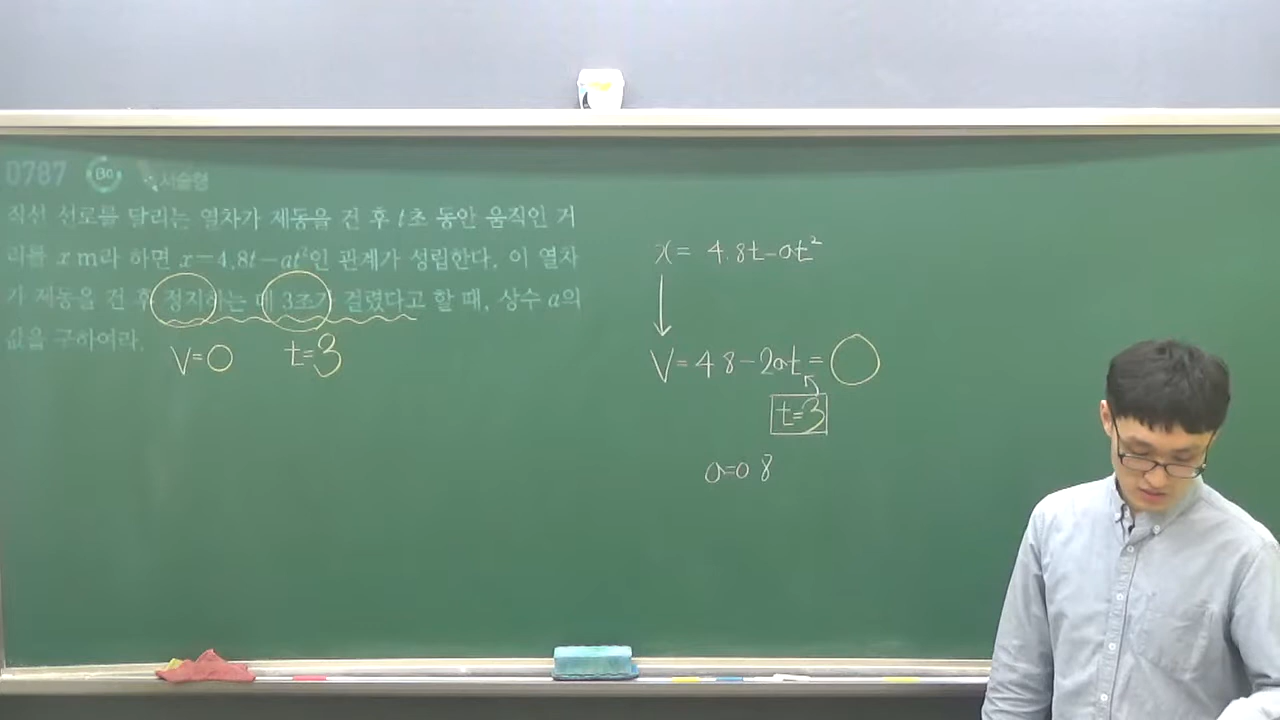 0787 서술형
직선 선로를 달리는 열차가 제동을 건 후 t초 동안 움직인 거
리를 x m라 하면 x=4.8t-at²인 관계가 성립한다. 이 열차
가 제동을 건 후 정지하는 데 3초가 걸렸다고 할 때, 상수 a의
값을 구하여라.
V=0 t=3
x= 4.8t-at²
V=4.8-2at=0
t=3
a=0.8